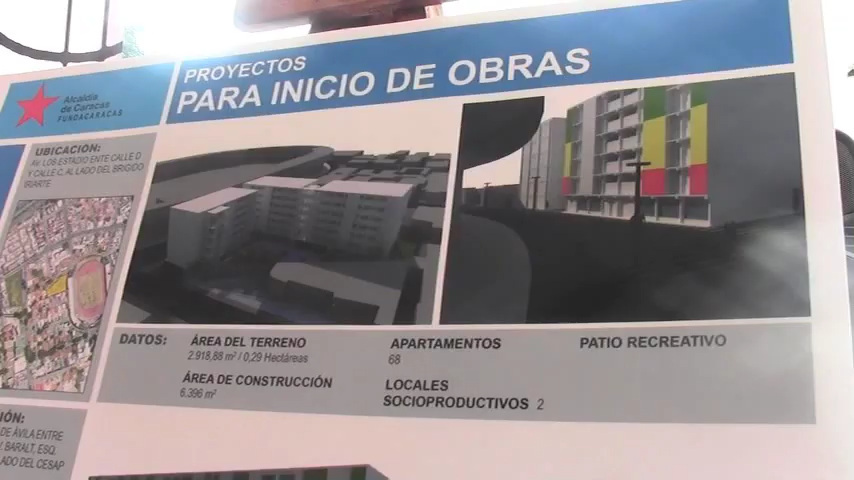 Alcaldía
de Caracas
FUNDACARACAS
PROYECTOS
PARA INICIO DE OBRAS
UBICACIÓN:
AV. LOS ESTADIO ENTE CALLE D
Y CALLE C, AL LADO DEL BRIGIDO
IRIARTE
DATOS:
ÁREA DEL TERRENO
2.918,88 m² / 0,29 Hectáreas
ÁREA DE CONSTRUCCIÓN
6.396 m²
APARTAMENTOS
68
LOCALES
SOCIOPRODUCTIVOS 2
PATIO RECREATIVO
IÓN:
DE ÁVILA ENTRE
BARALT, ESQ.
LADO DEL CESAP